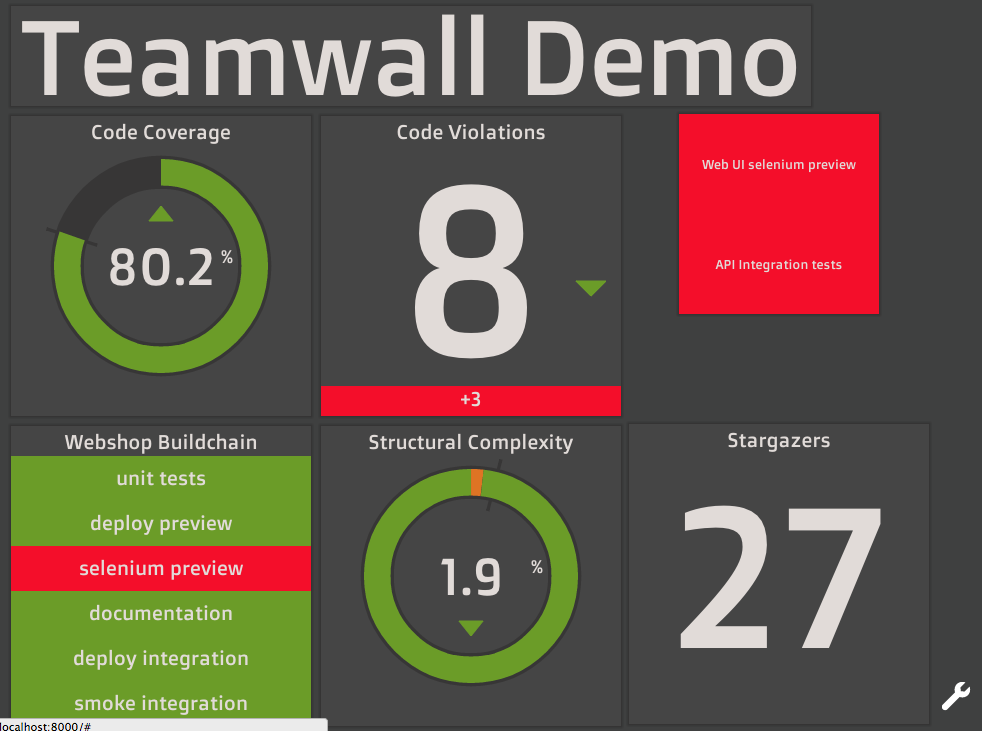 Teamwall Demo
Code Coverage
80.2 %
Code Violations
8
+3
Web UI selenium preview
API Integration tests
Webshop Buildchain
unit tests
deploy preview
selenium preview
documentation
deploy integration
smoke integration
Structural Complexity
1.9 %
Stargazers
27
localhost:8000/#